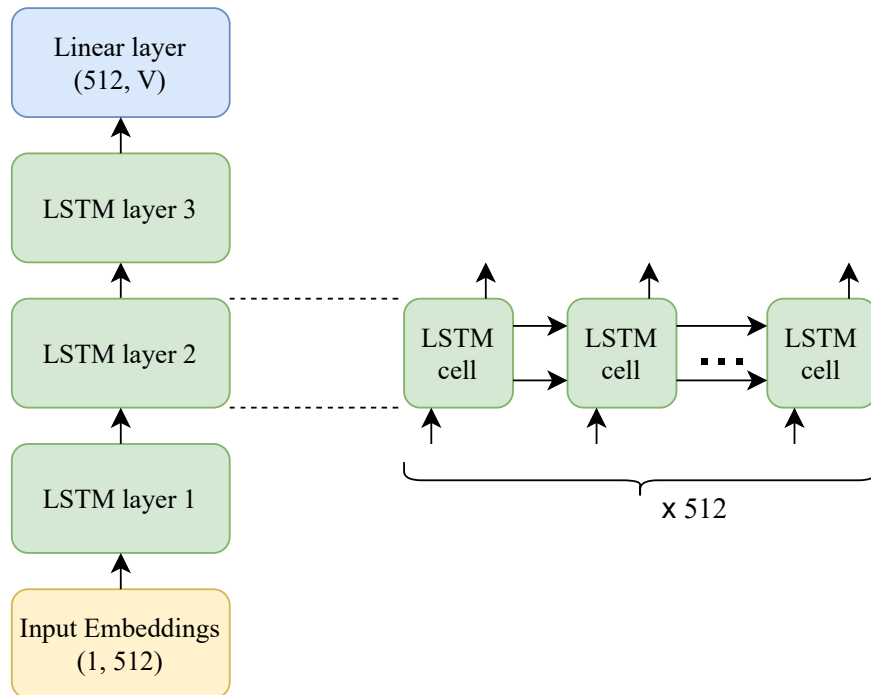 Linear layer
(512, V)
LSTM layer 3
LSTM layer 2
LSTM layer 1
Input Embeddings
(1, 512)
LSTM
cell
LSTM
cell
...
LSTM
cell
x 512